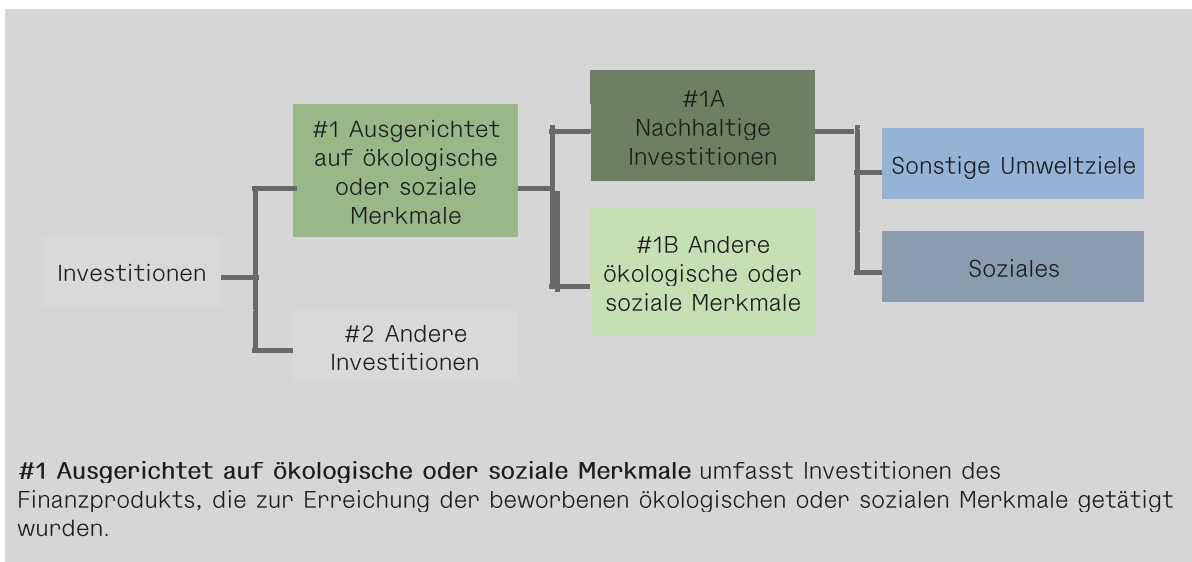 Investitionen
#1 Ausgerichtet
auf ökologische
oder soziale
Merkmale
#2 Andere
Investitionen
#1A
Nachhaltige
Investitionen
#1B Andere
ökologische oder
soziale Merkmale
Sonstige Umweltziele
Soziales
#1 Ausgerichtet auf ökologische oder soziale Merkmale umfasst Investitionen des
Finanzprodukts, die zur Erreichung der beworbenen ökologischen oder sozialen Merkmale getätigt
wurden.